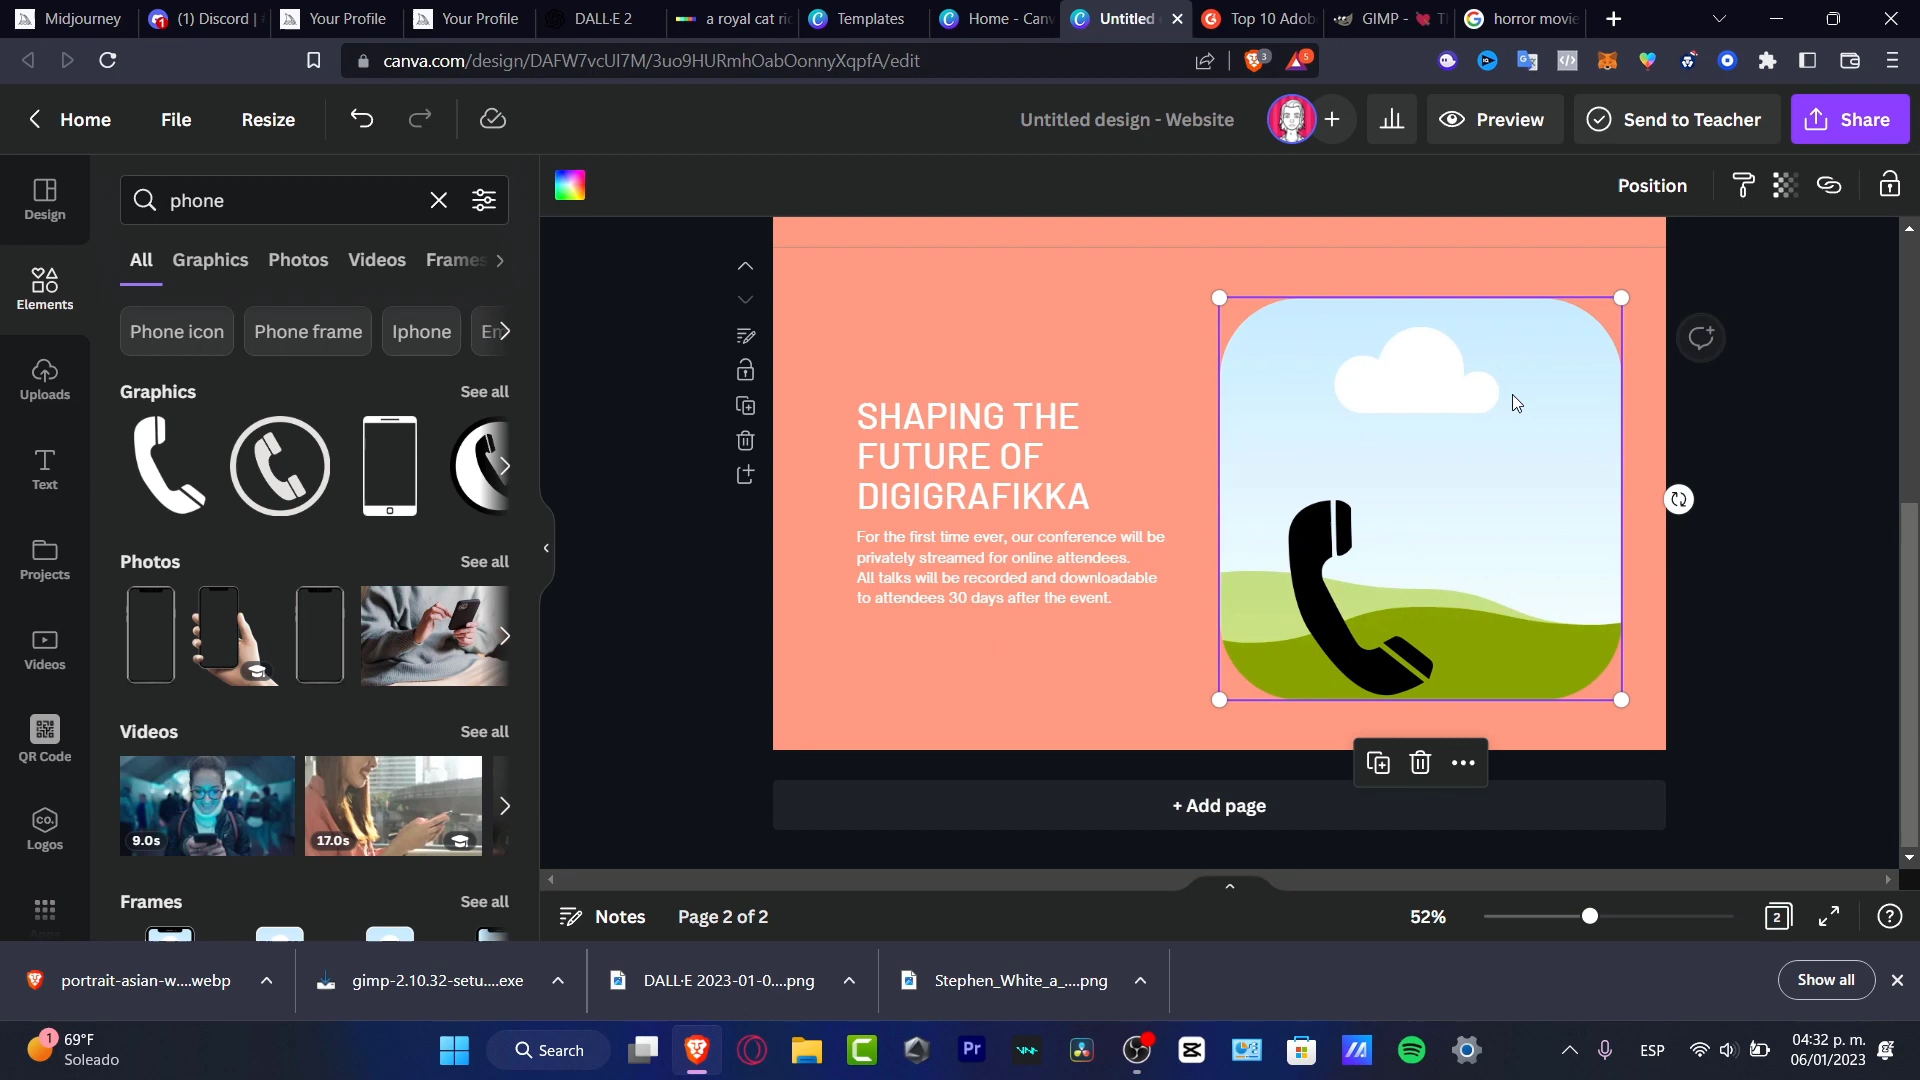 Midjourney
(1) Discord |
Your Profile
Your Profile
DALL·E 2
a royal cat ri
Templates
Home - Canv
Untitled
Top 10 Adob
GIMP -
horror movie
canva.com/design/DAFW7vcUI7M/3uo9HURmhOabOonnyXqpfA/edit
3
5
Home
File
Resize
Untitled design - Website
Preview
Send to Teacher
Share
Design
Elements
Uploads
Text
Projects
Videos
QR Code
CO.
Logos
Apps
phone
All
Graphics
Photos
Videos
Frames
Phone icon
Phone frame
Iphone
Em
Graphics
See all
Photos
See all
Videos
See all
9.0s
17.0s
Frames
See all
Position
SHAPING THE
FUTURE OF
DIGIGRAFIKKA
For the first time ever, our conference will be
privately streamed for online attendees.
All talks will be recorded and downloadable
to attendees 30 days after the event.
+ Add page
Notes
Page 2 of 2
52%
2
portrait-asian-w....webp
gimp-2.10.32-setu....exe
DALL·E 2023-01-0....png
Stephen_White_a_....png
Show all
1
69°F
Soleado
Search
Pr
ESP
04:32 p. m.
06/01/2023